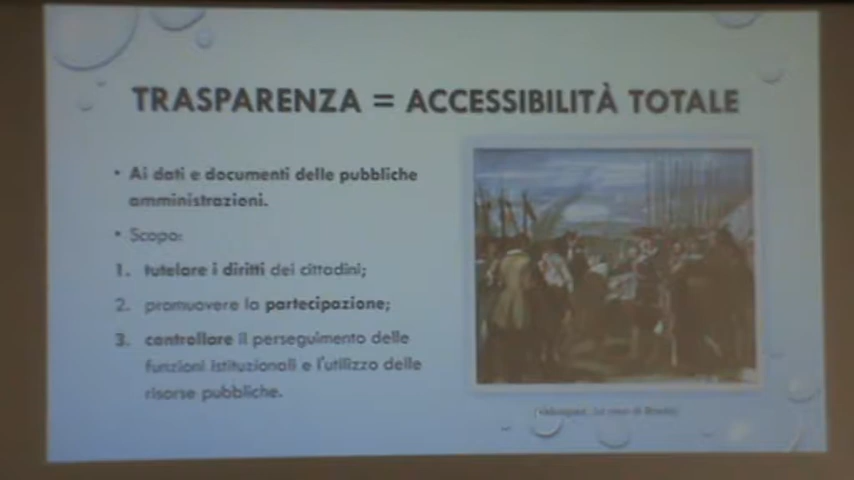 TRASPARENZA = ACCESSIBILITÀ TOTALE
• Ai dati e documenti delle pubbliche
amministrazioni.
• Scopo:
1. tutelare i diritti dei cittadini;
2. promuovere la partecipazione;
3. controllare il perseguimento delle
funzioni istituzionali e l'utilizzo delle
risorse pubbliche.